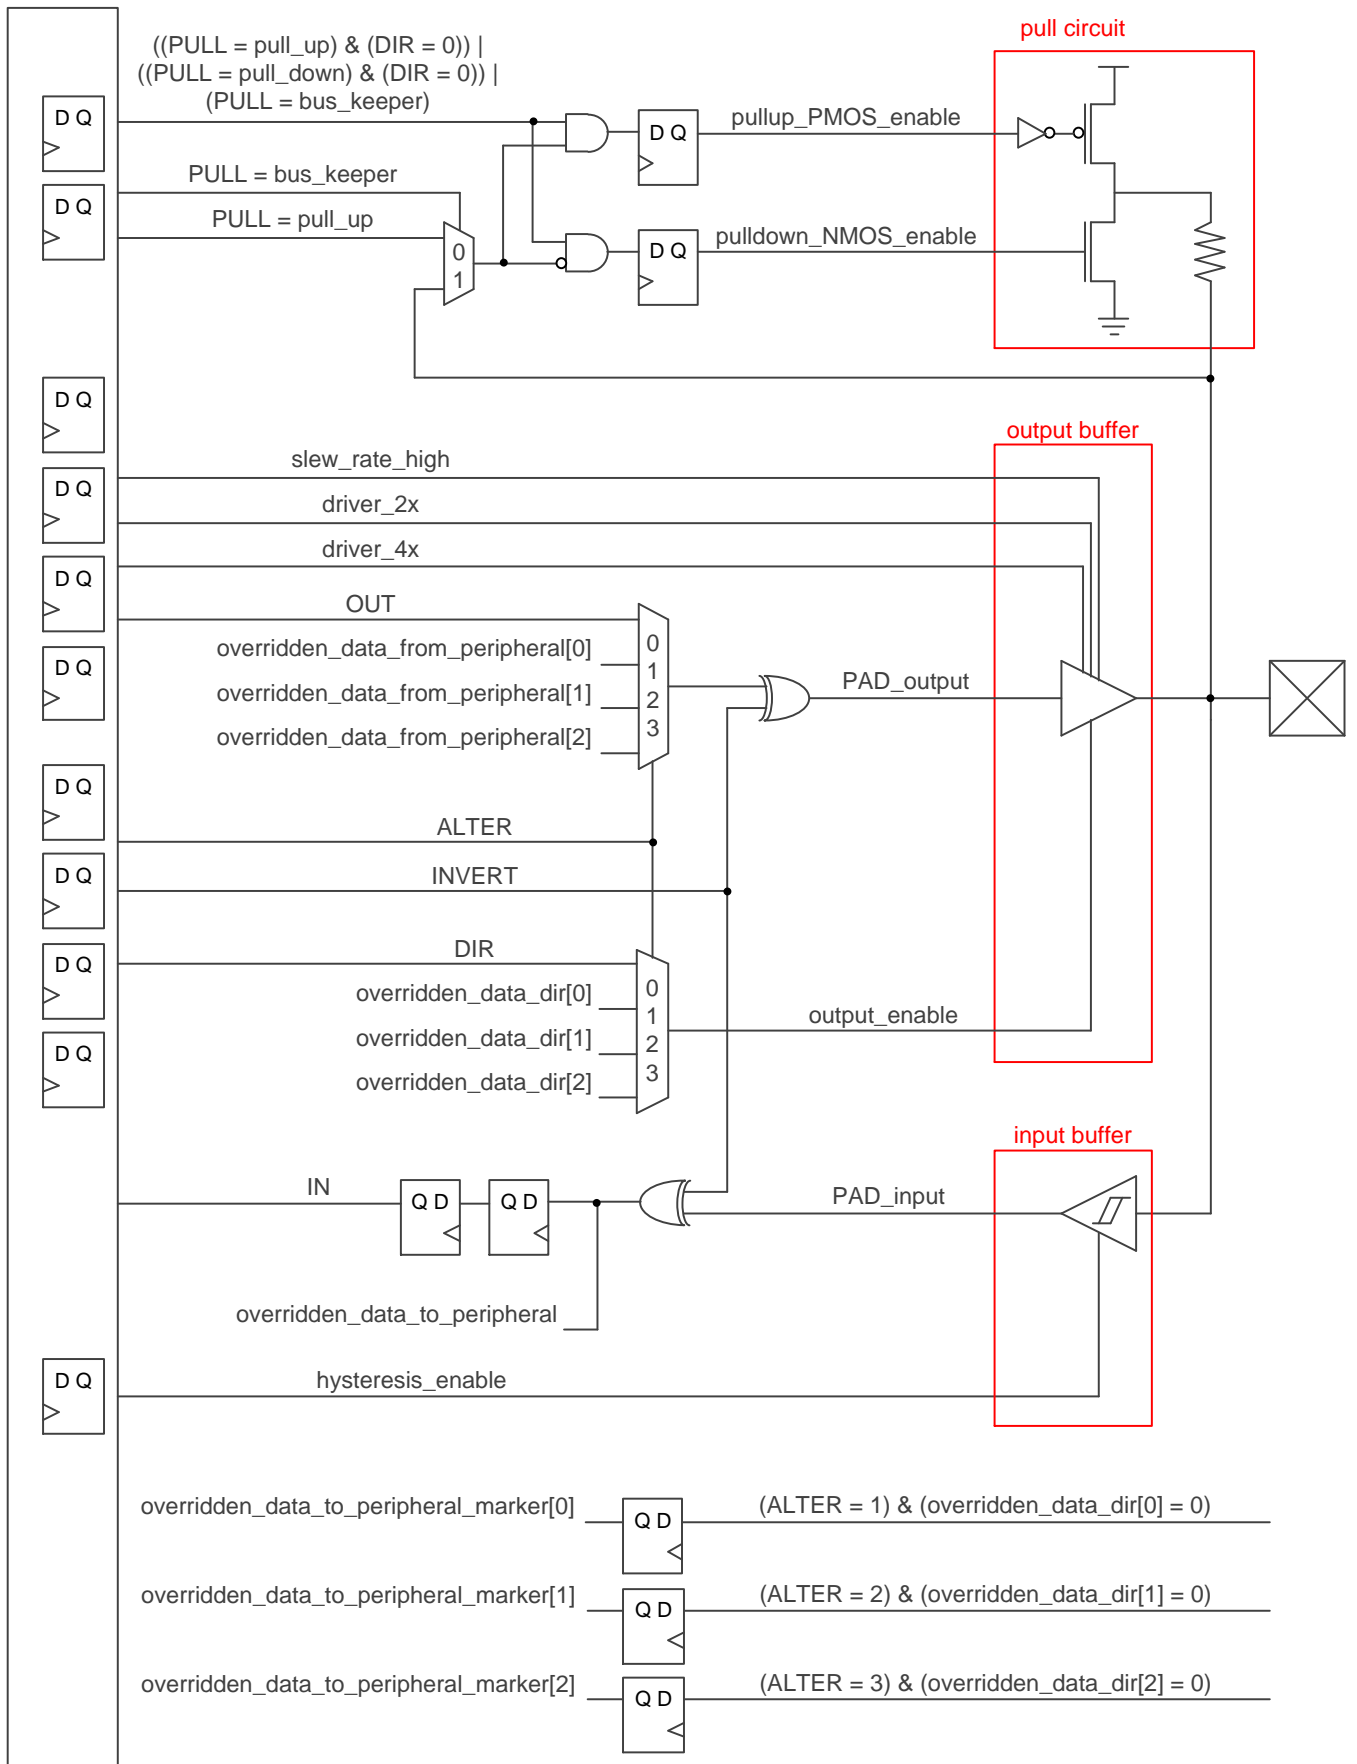 pull circuit
((PULL = pull_up) & (DIR = 0)) |
((PULL = pull_down) & (DIR = 0)) |
(PULL = bus_keeper)
D Q
D Q
pullup_PMOS_enable
PULL = bus_keeper
D Q
PULL = pull_up
0
1
D Q
pulldown_NMOS_enable
D Q
output buffer
slew_rate_high
D Q
driver_2x
driver_4x
D Q
OUT
overridden_data_from_peripheral[0]
overridden_data_from_peripheral[1]
overridden_data_from_peripheral[2]
0
1
2
3
D Q
PAD_output
D Q
ALTER
D Q
INVERT
DIR
D Q
overridden_data_dir[0]
overridden_data_dir[1]
overridden_data_dir[2]
0
1
2
3
output_enable
D Q
input buffer
IN
Q D
Q D
PAD_input
overridden_data_to_peripheral
D Q
hysteresis_enable
overridden_data_to_peripheral_marker[0]
Q D
(ALTER = 1) & (overridden_data_dir[0] = 0)
overridden_data_to_peripheral_marker[1]
Q D
(ALTER = 2) & (overridden_data_dir[1] = 0)
overridden_data_to_peripheral_marker[2]
Q D
(ALTER = 3) & (overridden_data_dir[2] = 0)